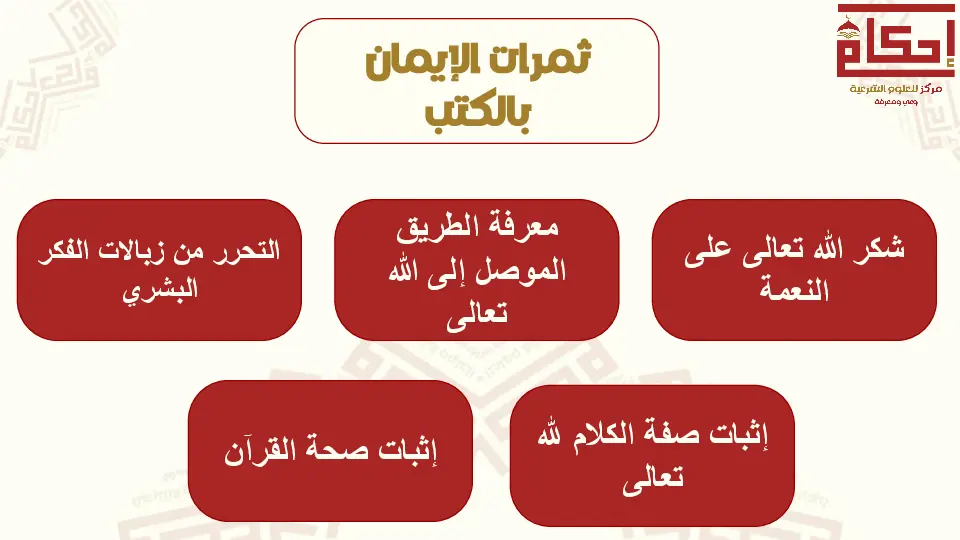 إحكام
مركز للعلوم الشرعية
وعي ومعرفة
ثمرات الإيمان
بالكتب
شكر الله تعالى على
النعمة
معرفة الطريق
الموصل إلى الله
تعالى
التحرر من زبالات الفكر
البشري
إثبات صفة الكلام لله
تعالى
إثبات صحة القرآن